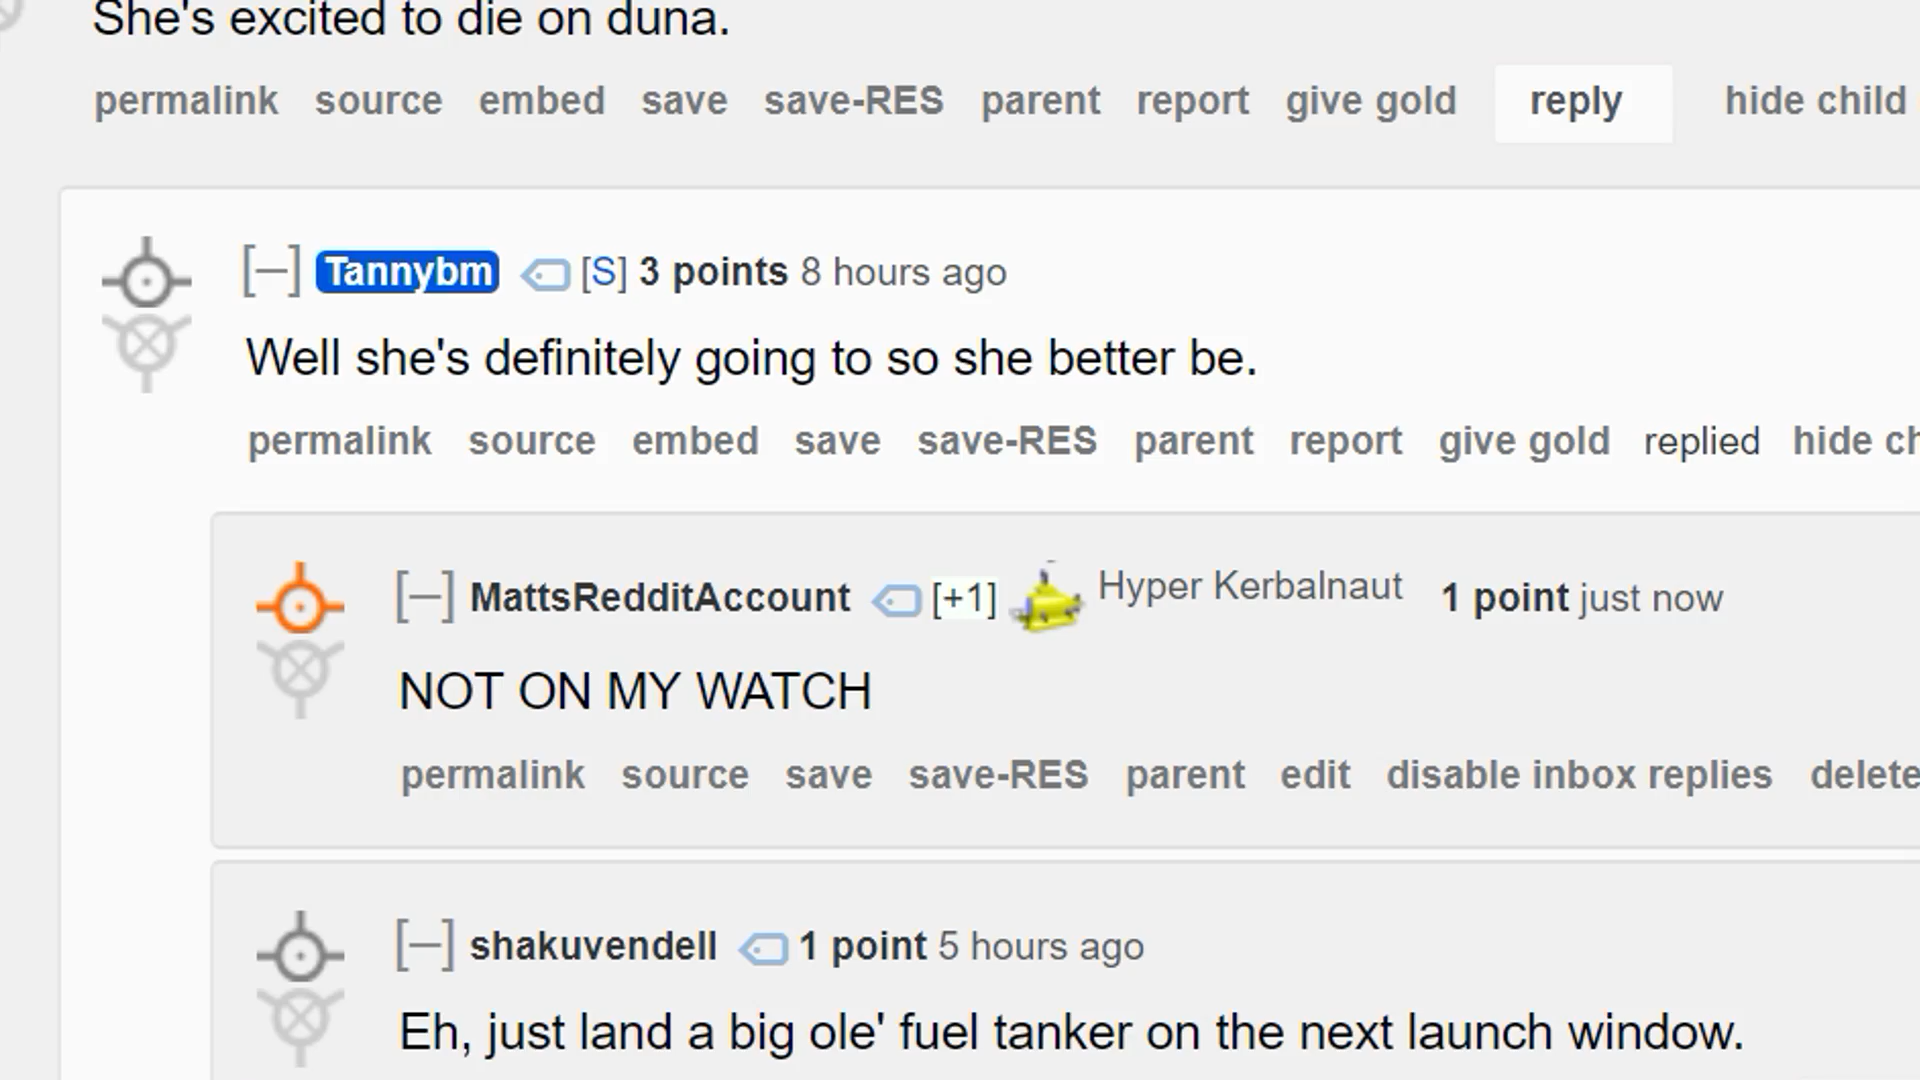 She's excited to die on duna.
permalink source embed save save-RES parent report give gold reply hide child
[—] Tannybm [S] 3 points 8 hours ago
Well she's definitely going to so she better be.
permalink source embed save save-RES parent report give gold replied hide ch
[—] MattsRedditAccount [+1] Hyper Kerbalnaut 1 point just now
NOT ON MY WATCH
permalink source save save-RES parent edit disable inbox replies delete
[—] shakuvendell 1 point 5 hours ago
Eh, just land a big ole' fuel tanker on the next launch window.